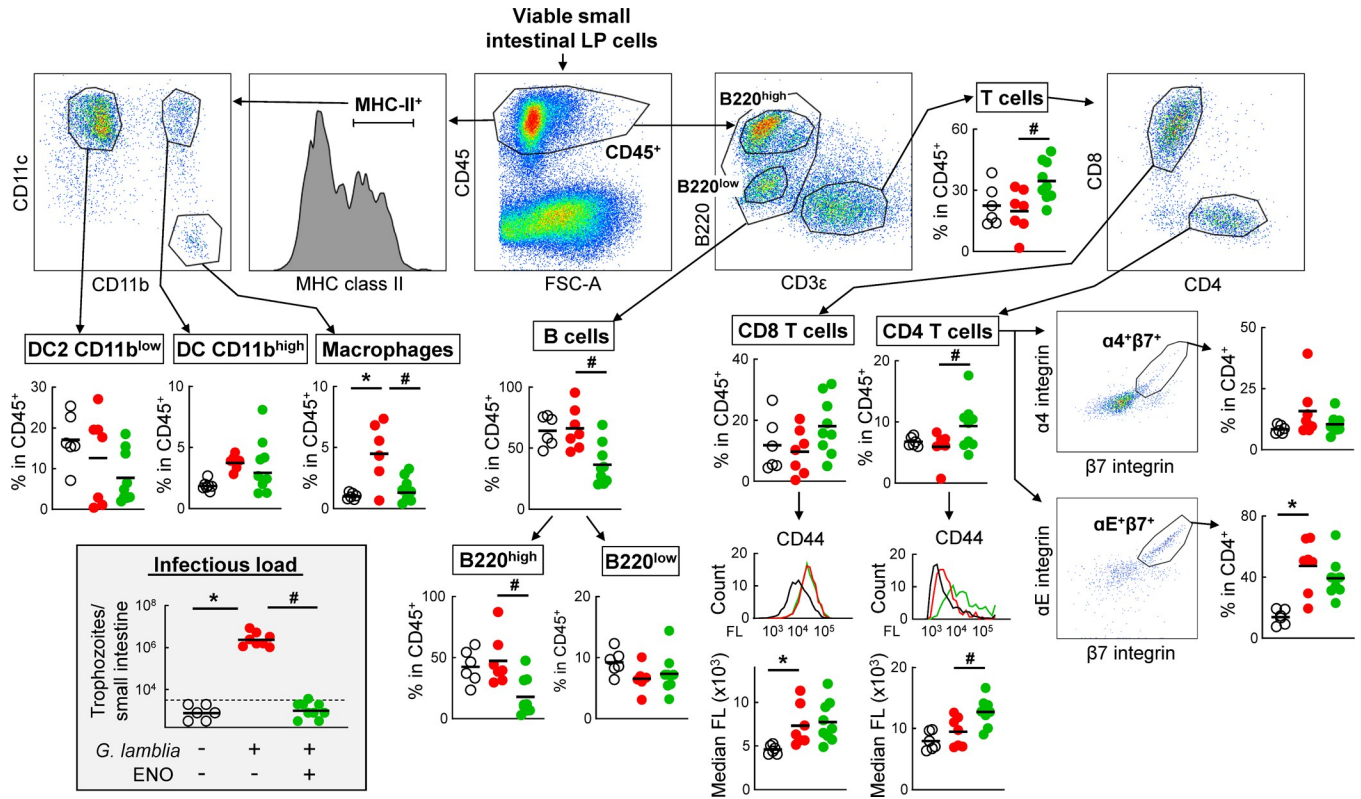 Viable small
intestinal LP cells
CD11c
CD11b
MHC-II⁺
MHC class II
CD45
CD45⁺
FSC-A
B220ʰⁱᵍʰ
B220ˡᵒʷ
B220
CD3ε
T cells
% in CD45⁺
60
30
0
#
CD8
CD4
DC2 CD11bˡᵒʷ
% in CD45⁺
30
20
10
0
DC CD11bʰⁱᵍʰ
% in CD45⁺
10
5
0
Macrophages
% in CD45⁺
10
5
0
* #
B cells
% in CD45⁺
100
50
0
#
CD8 T cells
% in CD45⁺
40
20
0
CD4 T cells
% in CD45⁺
20
10
0
#
α4⁺β7⁺
α4 integrin
β7 integrin
% in CD4⁺
50
25
0
αE⁺β7⁺
αE integrin
β7 integrin
% in CD4⁺
80
40
0
*
B220ʰⁱᵍʰ
% in CD45⁺
100
50
0
#
B220ˡᵒʷ
% in CD45⁺
20
10
0
CD44
Count
20
10
0
FL 10³ 10⁴ 10⁵
CD44
Count
20
10
0
FL 10³ 10⁴ 10⁵
Median FL (x10³)
15
10
5
0
*
Median FL (x10³)
20
10
0
#
Infectious load
Trophozoites/
small intestine
10⁸
10⁶
10⁴
* #
G. lamblia - + +
ENO - - +